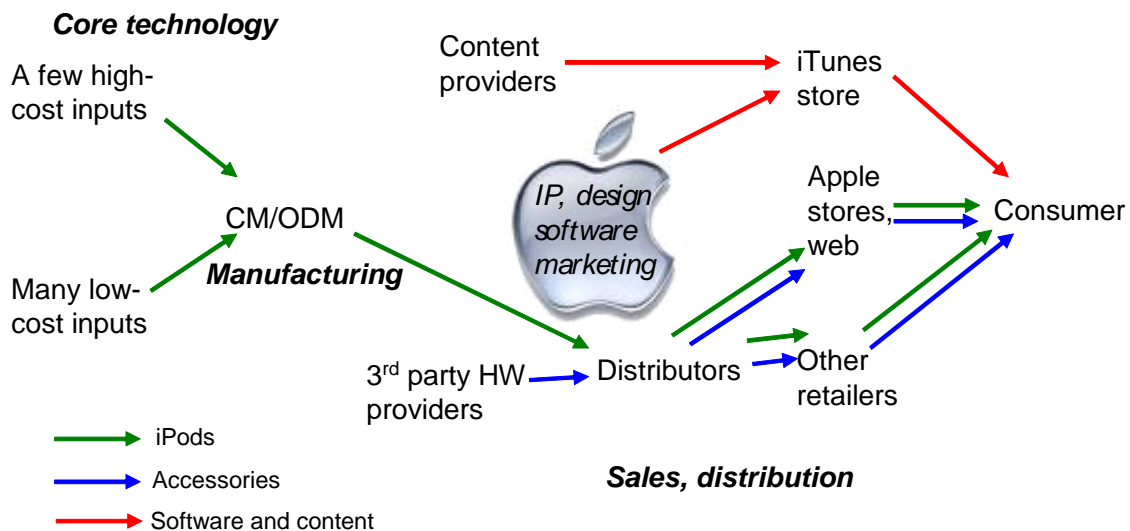 Core technology
A few high-
cost inputs
Content
providers
iTunes
store
IP, design
software
marketing
Apple
stores,
web
Consumer
CM/ODM
Manufacturing
Many low-
cost inputs
3rd party HW
providers
Distributors
Other
retailers
iPods
Accessories
Software and content
Sales, distribution